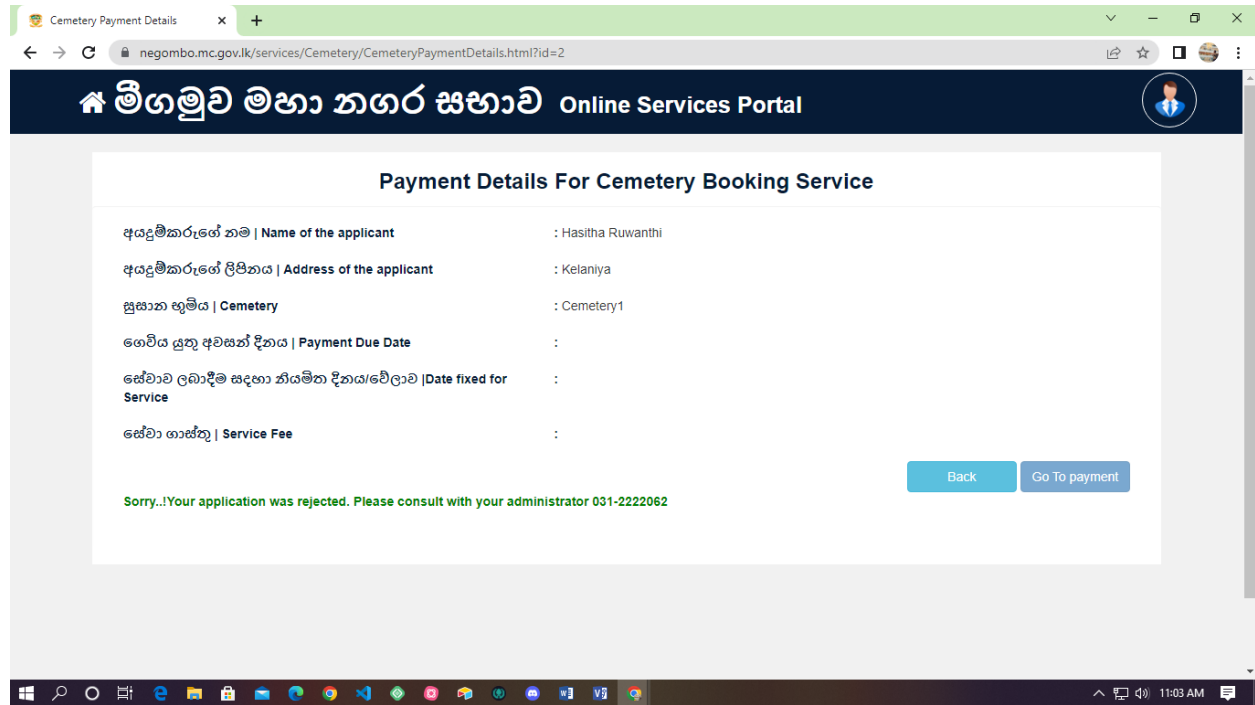 Cemetery Payment Details
negombo.mc.gov.lk/services/Cemetery/CemeteryPaymentDetails.html?id=2
මීගමුව මහා නගර සභාව Online Services Portal
Payment Details For Cemetery Booking Service
අයදුම්කරුගේ නම | Name of the applicant : Hasitha Ruwanthi
අයදුම්කරුගේ ලිපිනය | Address of the applicant : Kelaniya
සුසාන භූමිය | Cemetery : Cemetery1
ගෙවිය යුතු අවසන් දිනය | Payment Due Date :
සේවාව ලබාදීම සදහා නියමිත දිනය/වේලාව |Date fixed for :
Service
සේවා ගාස්තු | Service Fee :
Back Go To payment
Sorry..!Your application was rejected. Please consult with your administrator 031-2222062
11:03 AM